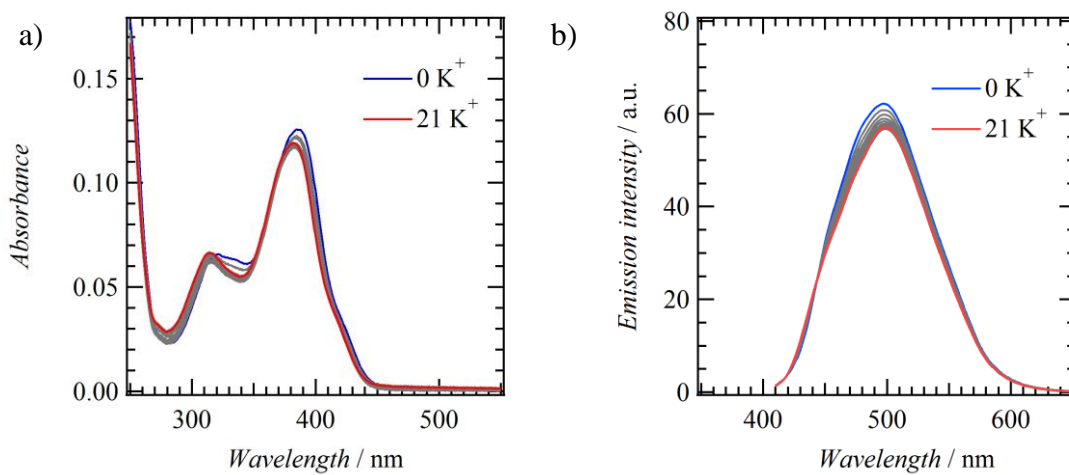 a)
Absorbance
0.15
0.10
0.05
0.00
300
400
500
Wavelength / nm
0 K⁺
21 K⁺
b)
Emission intensity / a.u.
80
60
40
20
0
400
500
600
Wavelength / nm
0 K⁺
21 K⁺